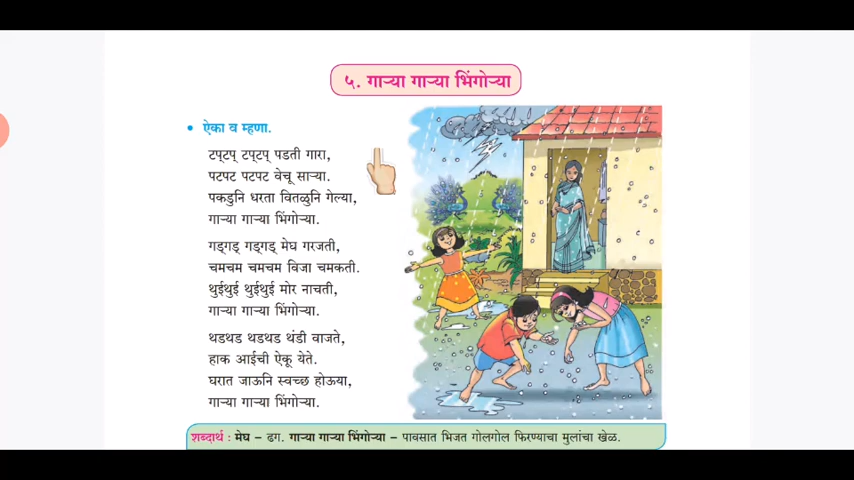 ५. गाऱ्या गाऱ्या भिंगोऱ्या
• ऐका व म्हणा.
टप्‌टप्‌ टप्‌टप्‌ पडती गारा,
पटपट पटपट वेचू साऱ्या.
पकडुनि धरता वितळुनि गेल्या,
गाऱ्या गाऱ्या भिंगोऱ्या.
गड्‌गड्‌ गड्‌गड्‌ मेघ गरजती,
चमचम चमचम विजा चमकती.
थुईथुई थुईथुई मोर नाचती,
गाऱ्या गाऱ्या भिंगोऱ्या.
थडथड थडथड थंडी वाजते,
हाक आईची ऐकू येते.
घरात जाऊनि स्वच्छ होऊया,
गाऱ्या गाऱ्या भिंगोऱ्या.
शब्दार्थ : मेघ – ढग. गाऱ्या गाऱ्या भिंगोऱ्या – पावसात भिजत गोलगोल फिरण्याचा मुलांचा खेळ.